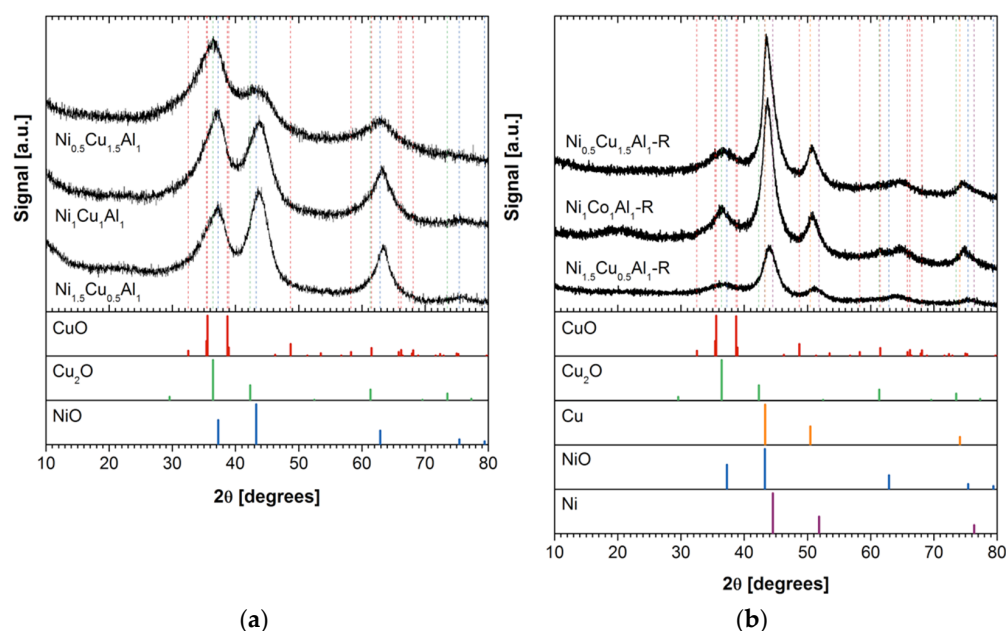 (a)
Signal [a.u.]
Ni0.5Cu1.5Al1
Ni1Cu1Al1
Ni1.5Cu0.5Al1
CuO
Cu2O
NiO
10 20 30 40 50 60 70 80
2θ [degrees]
(b)
Signal [a.u.]
Ni0.5Cu1.5Al1-R
Ni1Co1Al1-R
Ni1.5Cu0.5Al1-R
CuO
Cu2O
Cu
NiO
Ni
10 20 30 40 50 60 70 80
2θ [degrees]
(a) (b)